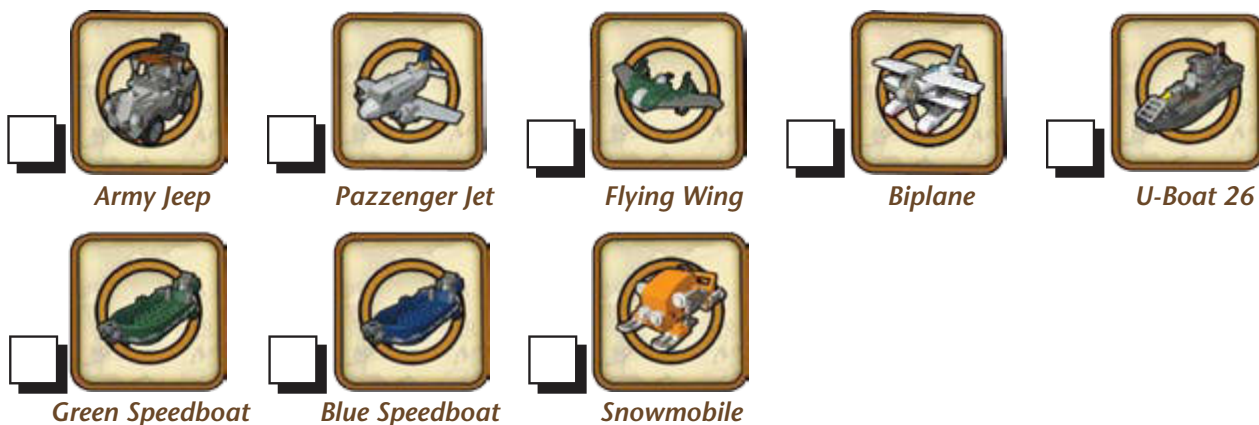 Army Jeep
Pazzenger Jet
Flying Wing
Biplane
U-Boat 26
Green Speedboat
Blue Speedboat
Snowmobile